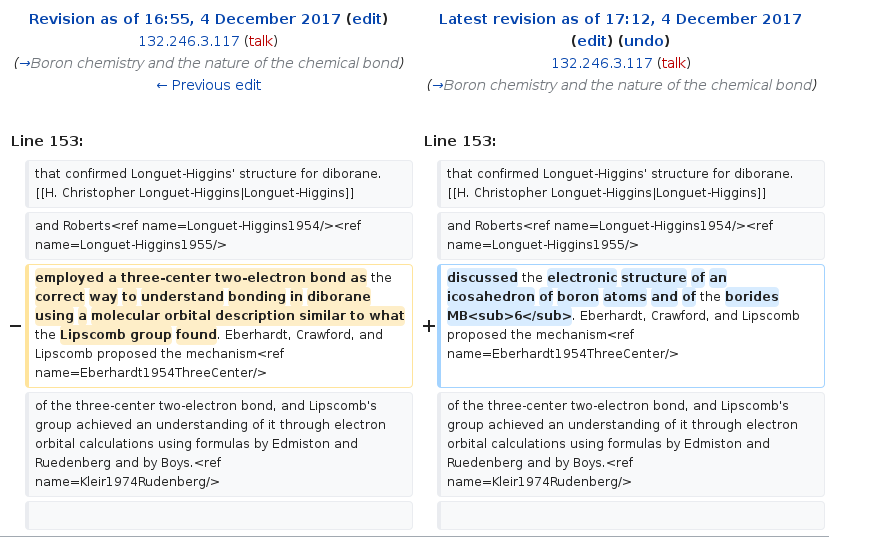 Revision as of 16:55, 4 December 2017 (edit)
132.246.3.117 (talk)
(→Boron chemistry and the nature of the chemical bond)
← Previous edit
Latest revision as of 17:12, 4 December 2017
(edit) (undo)
132.246.3.117 (talk)
(→Boron chemistry and the nature of the chemical bond)
Line 153:
Line 153:
that confirmed Longuet-Higgins' structure for diborane.
[[H. Christopher Longuet-Higgins|Longuet-Higgins]]
that confirmed Longuet-Higgins' structure for diborane.
[[H. Christopher Longuet-Higgins|Longuet-Higgins]]
and Roberts<ref name=Longuet-Higgins1954/><ref
name=Longuet-Higgins1955/>
and Roberts<ref name=Longuet-Higgins1954/><ref
name=Longuet-Higgins1955/>
−
employed a three-center two-electron bond as the
correct way to understand bonding in diborane
using a molecular orbital description similar to what
the Lipscomb group found. Eberhardt, Crawford, and
Lipscomb proposed the mechanism<ref
name=Eberhardt1954ThreeCenter/>
+
discussed the electronic structure of an
icosahedron of boron atoms and of the borides
MB<sub>6</sub>. Eberhardt, Crawford, and Lipscomb
proposed the mechanism<ref
name=Eberhardt1954ThreeCenter/>
of the three-center two-electron bond, and Lipscomb's
group achieved an understanding of it through electron
orbital calculations using formulas by Edmiston and
Ruedenberg and by Boys.<ref
name=Kleir1974Rudenberg/>
of the three-center two-electron bond, and Lipscomb's
group achieved an understanding of it through electron
orbital calculations using formulas by Edmiston and
Ruedenberg and by Boys.<ref
name=Kleir1974Rudenberg/>